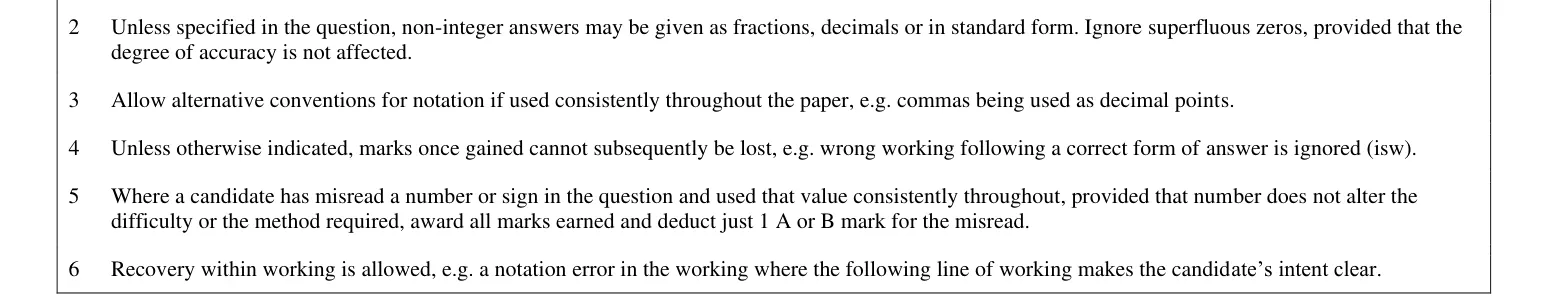 2 Unless specified in the question, non-integer answers may be given as fractions, decimals or in standard form. Ignore superfluous zeros, provided that the
degree of accuracy is not affected.
3 Allow alternative conventions for notation if used consistently throughout the paper, e.g. commas being used as decimal points.
4 Unless otherwise indicated, marks once gained cannot subsequently be lost, e.g. wrong working following a correct form of answer is ignored (isw).
5 Where a candidate has misread a number or sign in the question and used that value consistently throughout, provided that number does not alter the
difficulty or the method required, award all marks earned and deduct just 1 A or B mark for the misread.
6 Recovery within working is allowed, e.g. a notation error in the working where the following line of working makes the candidate’s intent clear.